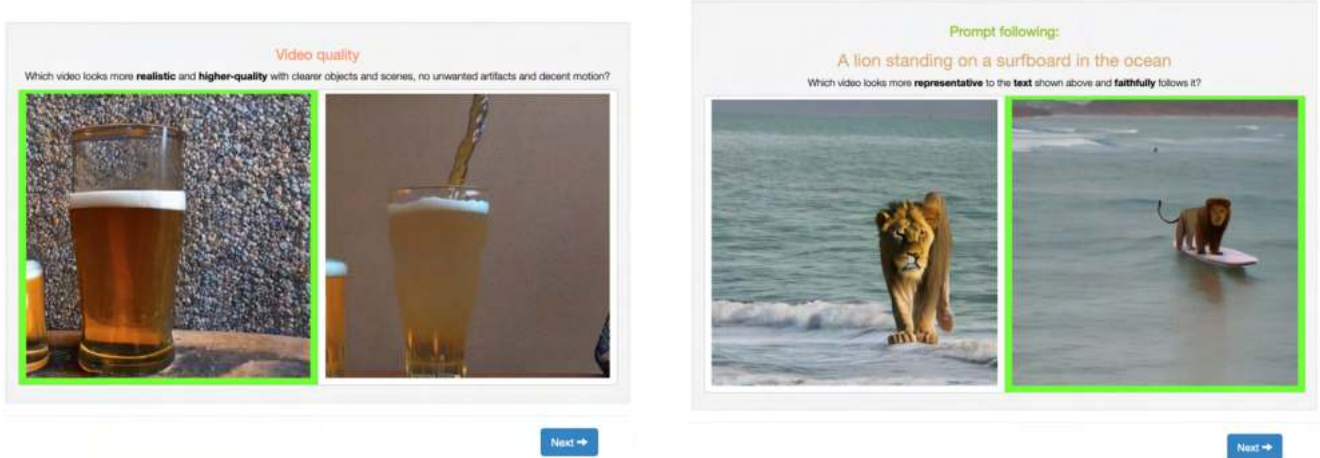 Video quality
Which video looks more realistic and higher-quality with clearer objects and scenes, no unwanted artifacts and decent motion?
Next →
Prompt following:
A lion standing on a surfboard in the ocean
Which video looks more representative to the text shown above and faithfully follows it?
Next →